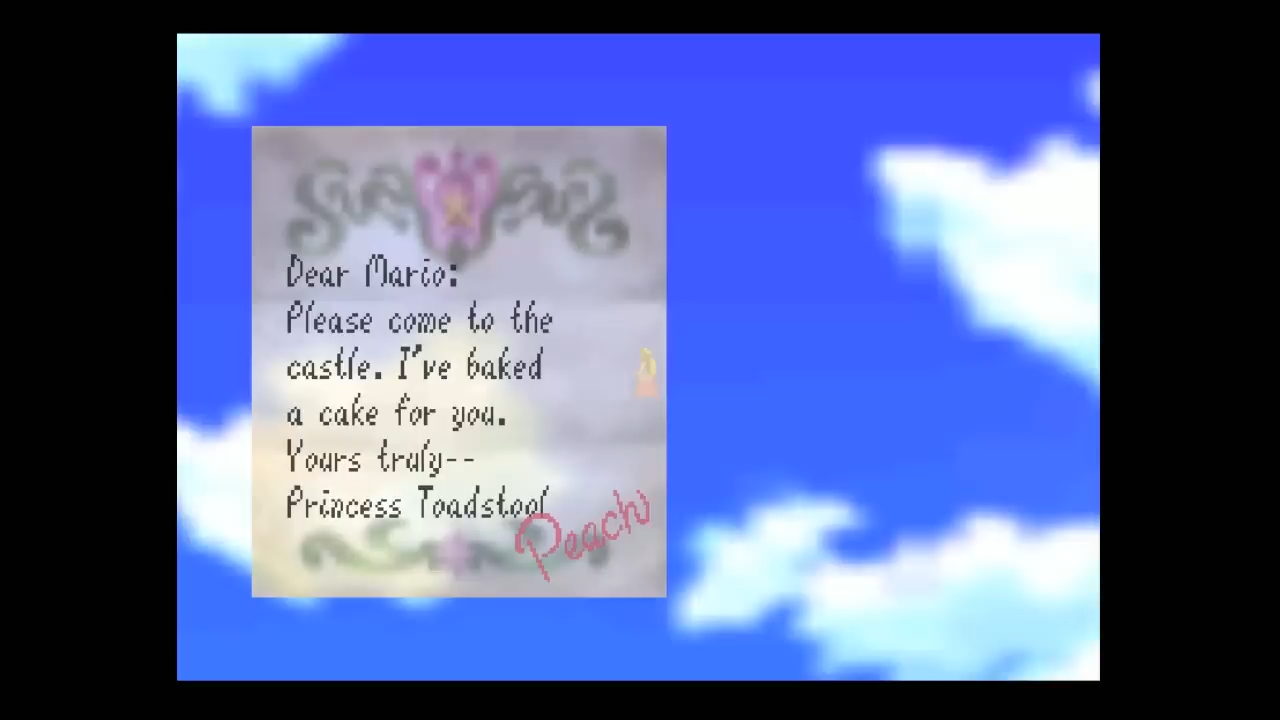 Dear Mario:
Please come to the
castle. I've baked
a cake for you.
Yours truly--
Princess Toadstool
Peach